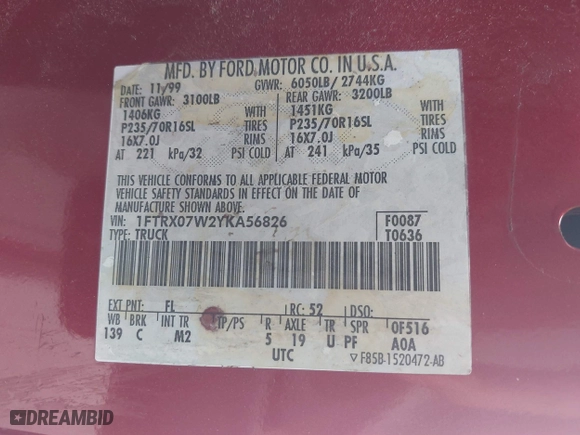 MFD. BY FORD MOTOR CO. IN U.S.A.
DATE: 11/99 GVWR: 6050LB/ 2744KG
FRONT GAWR: 3100LB REAR GAWR: 3200LB
1406KG WITH 1451KG WITH
P235/70R16SL TIRES P235/70R16SL TIRES
16X7.0J RIMS 16X7.0J RIMS
AT 221 kPa/32 PSI COLD AT 241 kPa/35 PSI COLD
THIS VEHICLE CONFORMS TO ALL APPLICABLE FEDERAL MOTOR
VEHICLE SAFETY STANDARDS IN EFFECT ON THE DATE OF
MANUFACTURE SHOWN ABOVE.
VIN: 1FTRX07W2YKA56826 F0087
TYPE: TRUCK T0636
EXT PNT: FL RC: 52 DSO:
WB BRK INT TR TP/PS R AXLE TR SPR 0F516
139 C M2 5 19 U PF A0A
UTC ▽ F85B-1520472-AB
DREAMBID